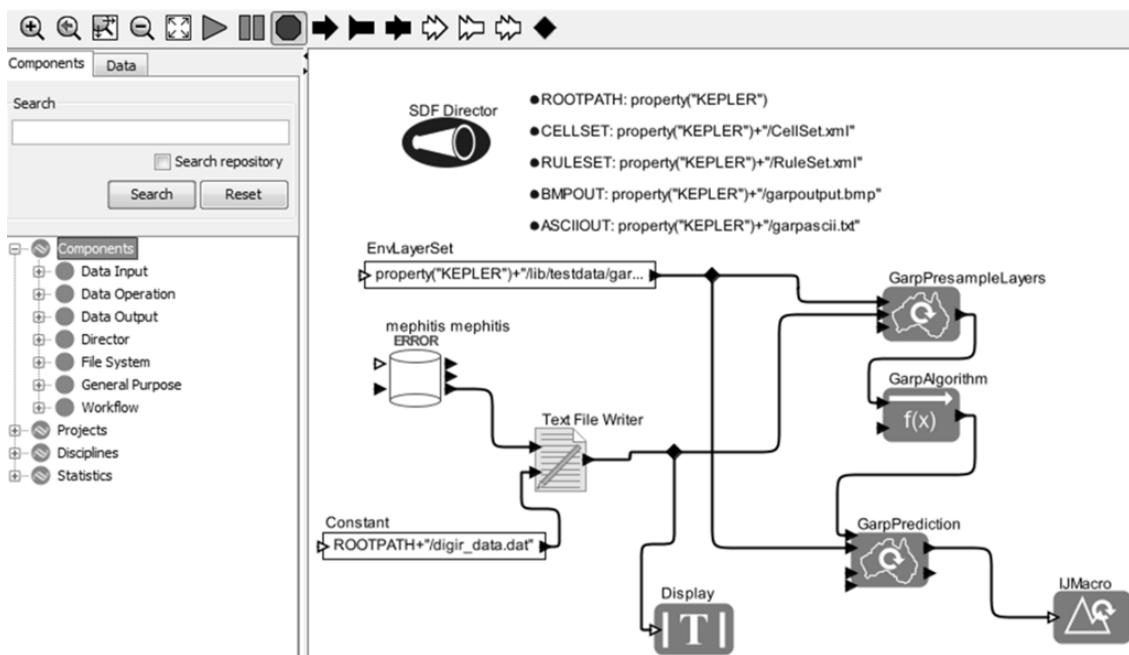 Components
Data
Search
Search repository
Search
Reset
Components
Data Input
Data Operation
Data Output
Director
File System
General Purpose
Workflow
Projects
Disciplines
Statistics
SDF Director
ROOTPATH: property("KEPLER")
CELLSET: property("KEPLER")+"/CellSet.xml"
RULESET: property("KEPLER")+"/RuleSet.xml"
BMPOUT: property("KEPLER")+"/garpoutput.bmp"
ASCIIOUT: property("KEPLER")+"/garpascii.txt"
EnvLayerSet
property("KEPLER")+"/lib/testdata/gar...
GarpPresampleLayers
mephitis mephitis
ERROR
GarpAlgorithm
f(x)
Text File Writer
Constant
ROOTPATH+"/digir_data.dat"
GarpPrediction
Display
T
IJMacro